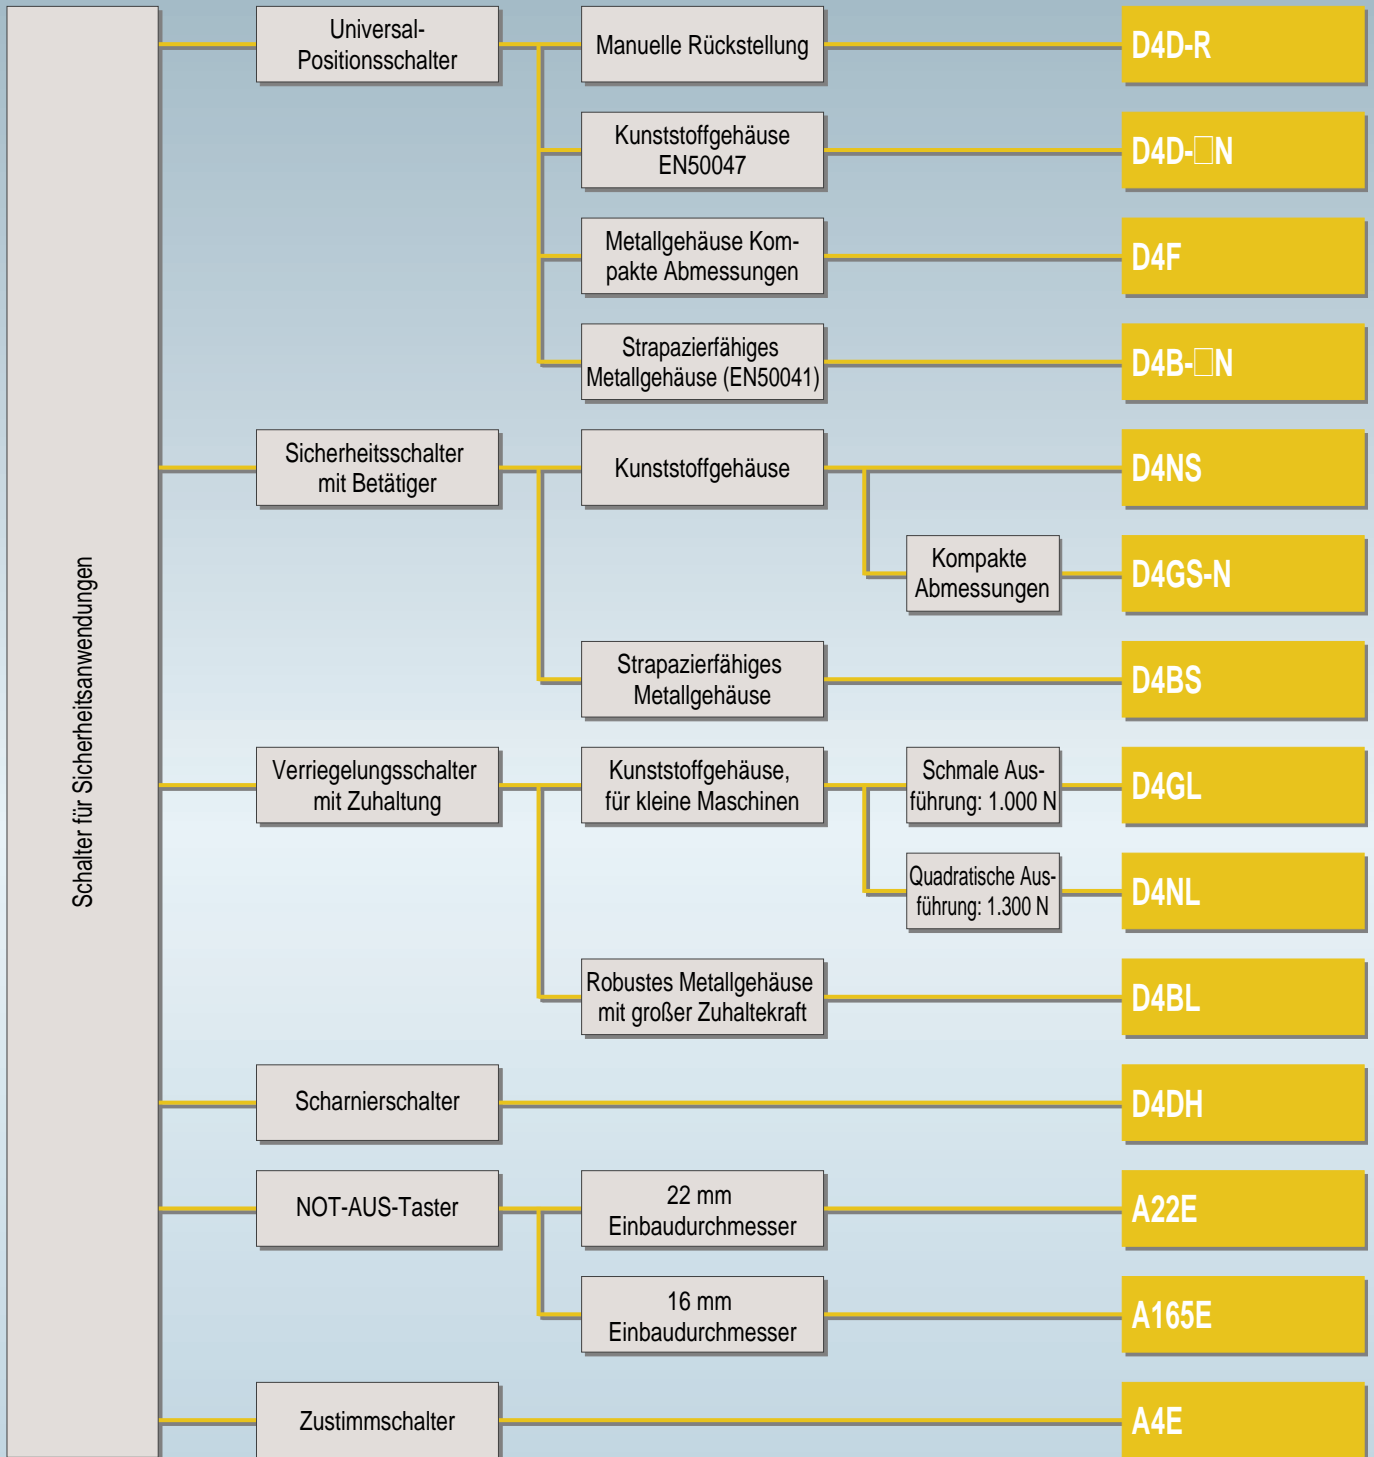 Schalter für Sicherheitsanwendungen
Universal-
Positionsschalter
Manuelle Rückstellung
D4D-R
Kunststoffgehäuse
EN50047
D4D-□N
Metallgehäuse Kom-
pakte Abmessungen
D4F
Strapazierfähiges
Metallgehäuse (EN50041)
D4B-□N
Sicherheitsschalter
mit Betätiger
Kunststoffgehäuse
D4NS
Kompakte
Abmessungen
D4GS-N
Strapazierfähiges
Metallgehäuse
D4BS
Verriegelungsschalter
mit Zuhaltung
Kunststoffgehäuse,
für kleine Maschinen
Schmale Aus-
führung: 1.000 N
D4GL
Quadratische Aus-
führung: 1.300 N
D4NL
Robustes Metallgehäuse
mit großer Zuhaltekraft
D4BL
Scharnierschalter
D4DH
NOT-AUS-Taster
22 mm
Einbaudurchmesser
A22E
16 mm
Einbaudurchmesser
A165E
Zustimmschalter
A4E